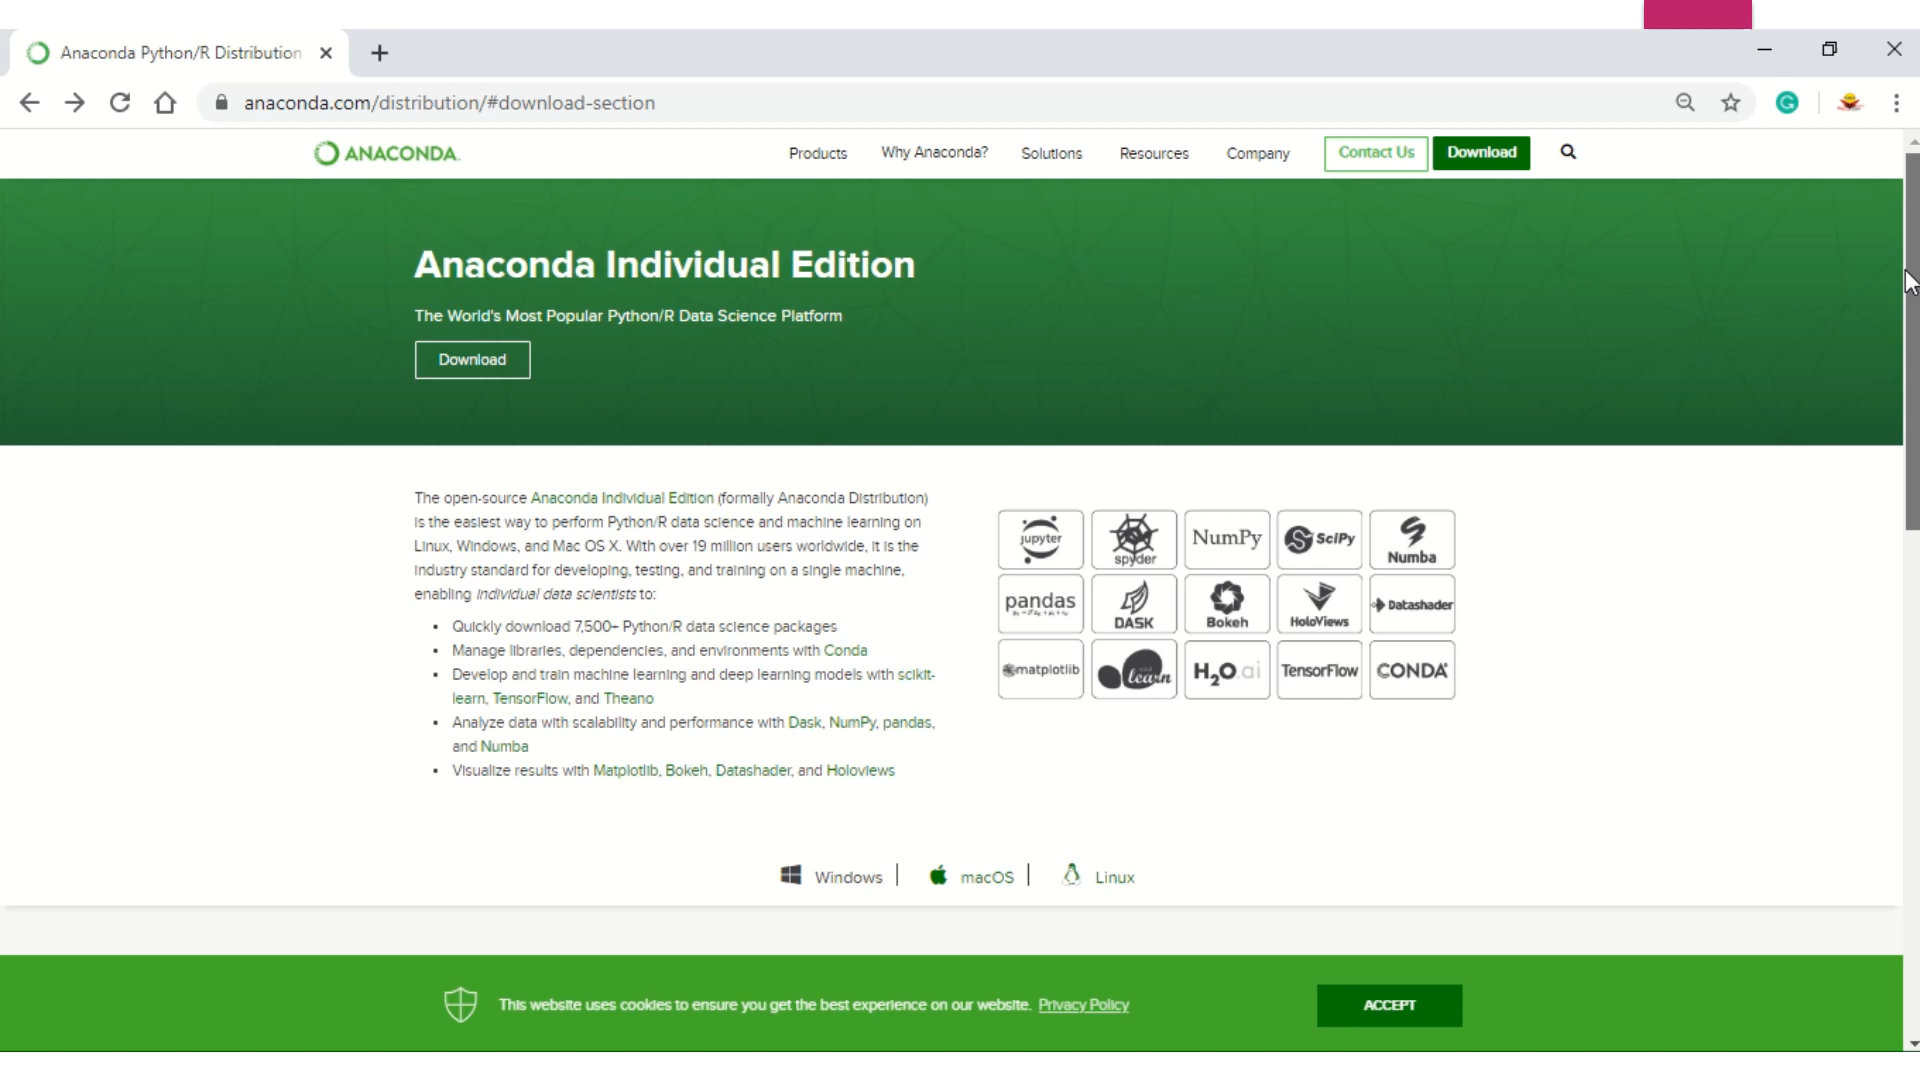 Anaconda Python/R Distribution
anaconda.com/distribution/#download-section
ANACONDA.
Products Why Anaconda? Solutions Resources Company Contact Us Download
Anaconda Individual Edition
The World's Most Popular Python/R Data Science Platform
Download
The open-source Anaconda Individual Edition (formally Anaconda Distribution)
is the easiest way to perform Python/R data science and machine learning on
Linux, Windows, and Mac OS X. With over 19 million users worldwide, it is the
industry standard for developing, testing, and training on a single machine,
enabling individual data scientists to:
• Quickly download 7,500+ Python/R data science packages
• Manage libraries, dependencies, and environments with Conda
• Develop and train machine learning and deep learning models with scikit-
learn, TensorFlow, and Theano
• Analyze data with scalability and performance with Dask, NumPy, pandas,
and Numba
• Visualize results with Matplotlib, Bokeh, Datashader, and Holoviews
jupyter spyder NumPy SciPy Numba
pandas DASK Bokeh HoloViews Datashader
matplotlib learn H2O.ai TensorFlow CONDA
Windows | macOS | Linux
This website uses cookies to ensure you get the best experience on our website. Privacy Policy
ACCEPT